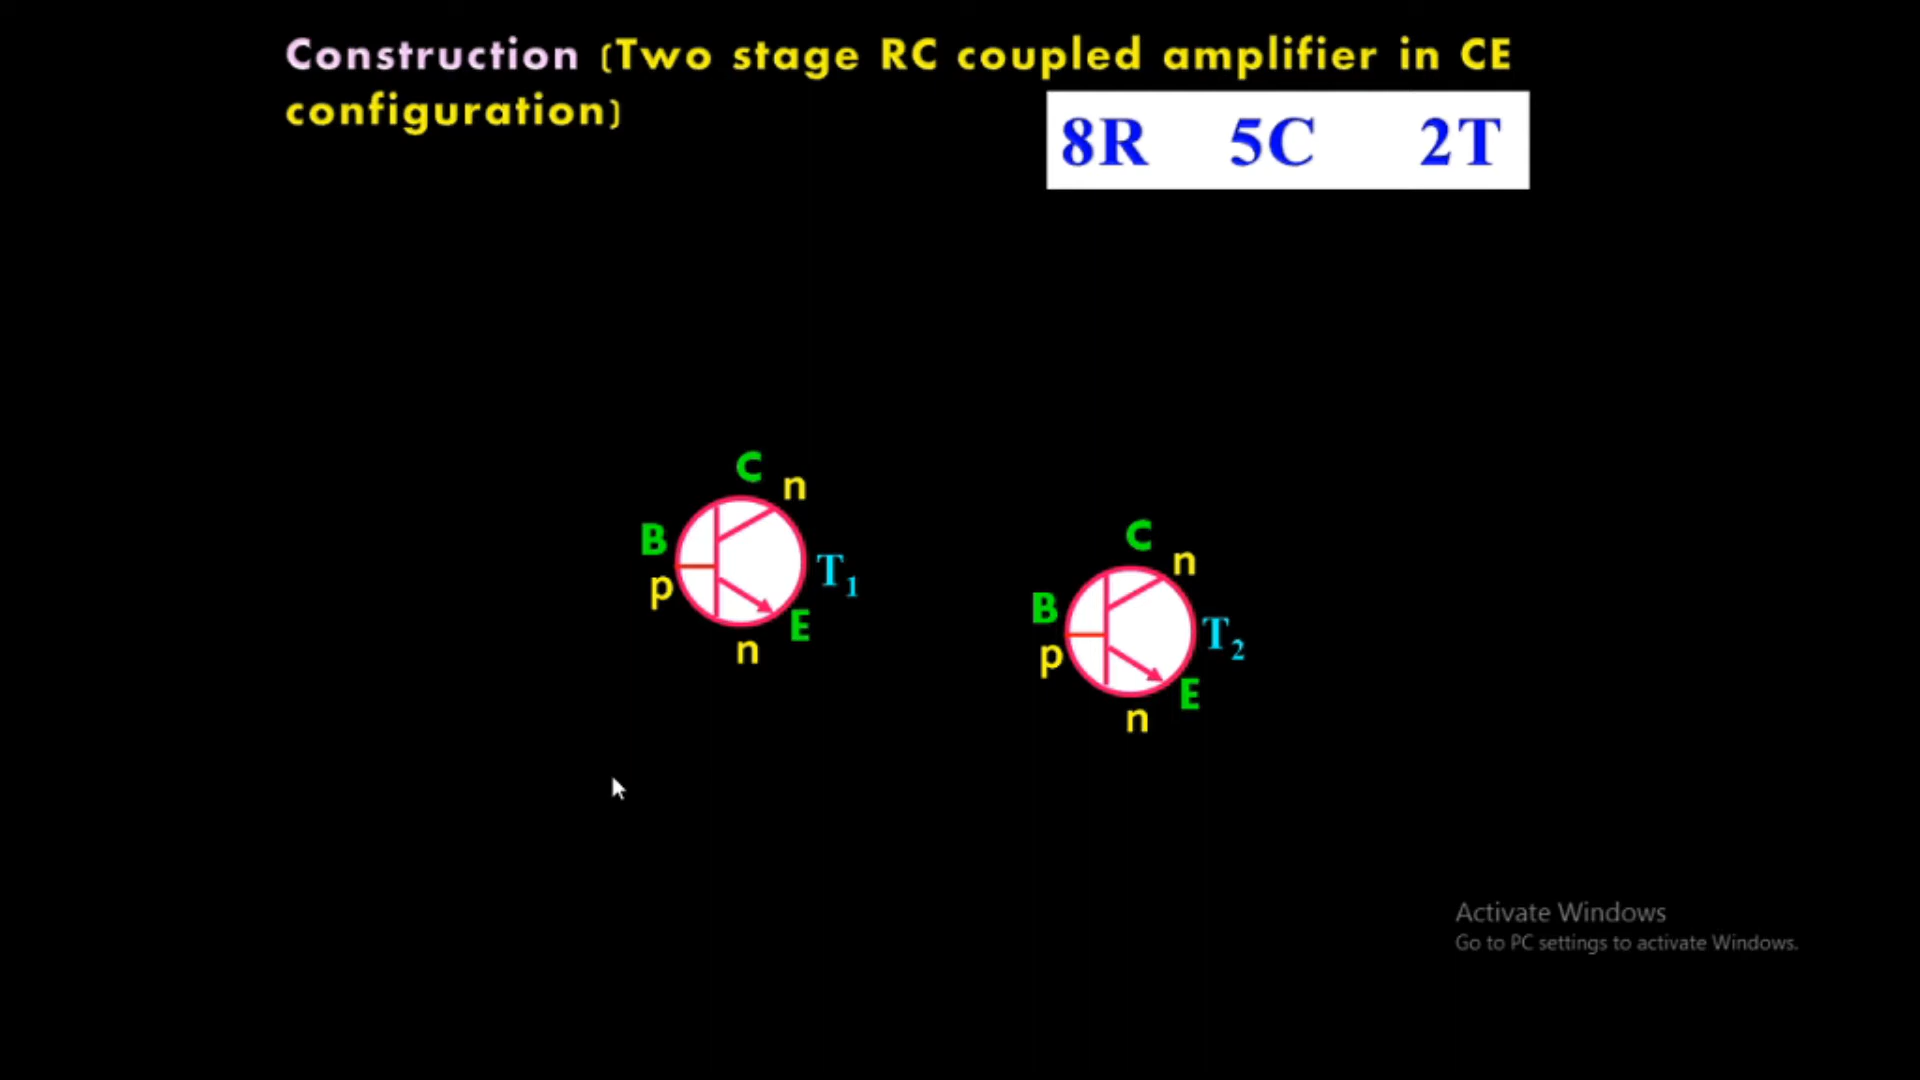 Construction (Two stage RC coupled amplifier in CE
configuration)
8R 5C 2T
C n
B
p
T1
E
n
C n
B
p
T2
E
n
Activate Windows
Go to PC settings to activate Windows.